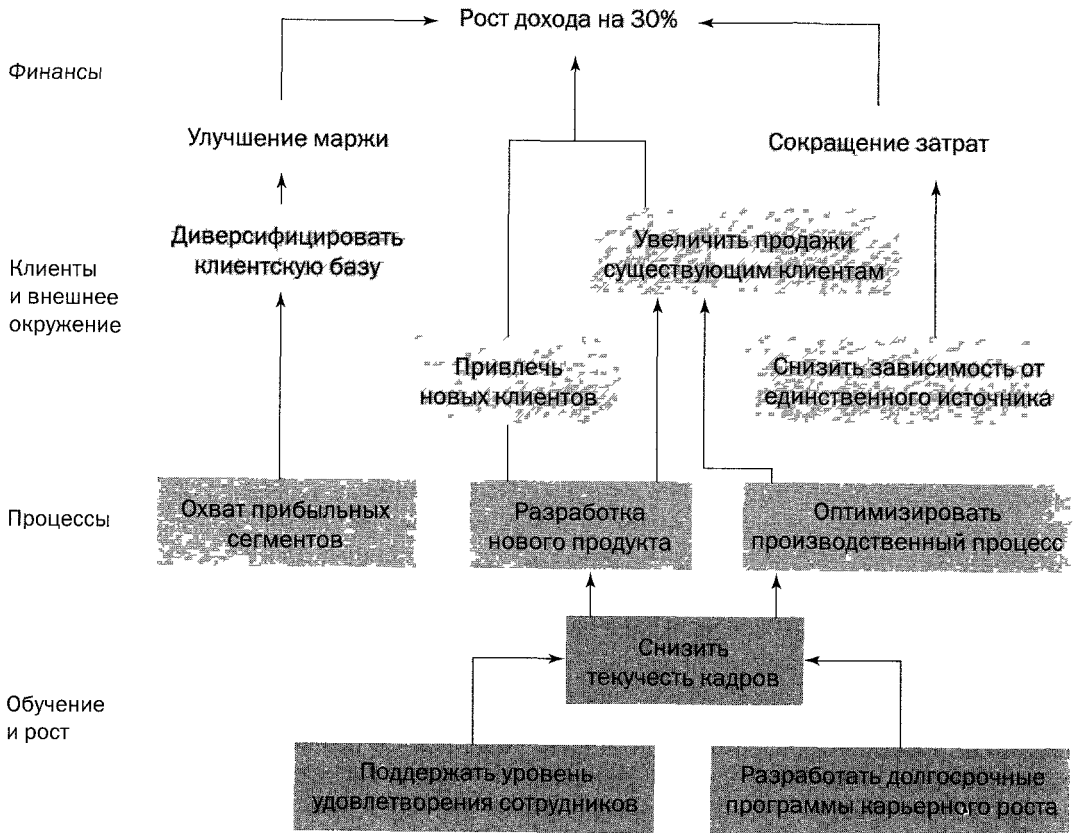 Рост дохода на 30%
Финансы
Улучшение маржи
Сокращение затрат
Диверсифицировать
клиентскую базу
Увеличить продажи
существующим клиентам
Клиенты
и внешнее
окружение
Привлечь
новых клиентов
Снизить зависимость от
единственного источника
Процессы
Охват прибыльных
сегментов
Разработка
нового продукта
Оптимизировать
производственный процесс
Снизить
текучесть кадров
Обучение
и рост
Поддержать уровень
удовлетворения сотрудников
Разработать долгосрочные
программы карьерного роста